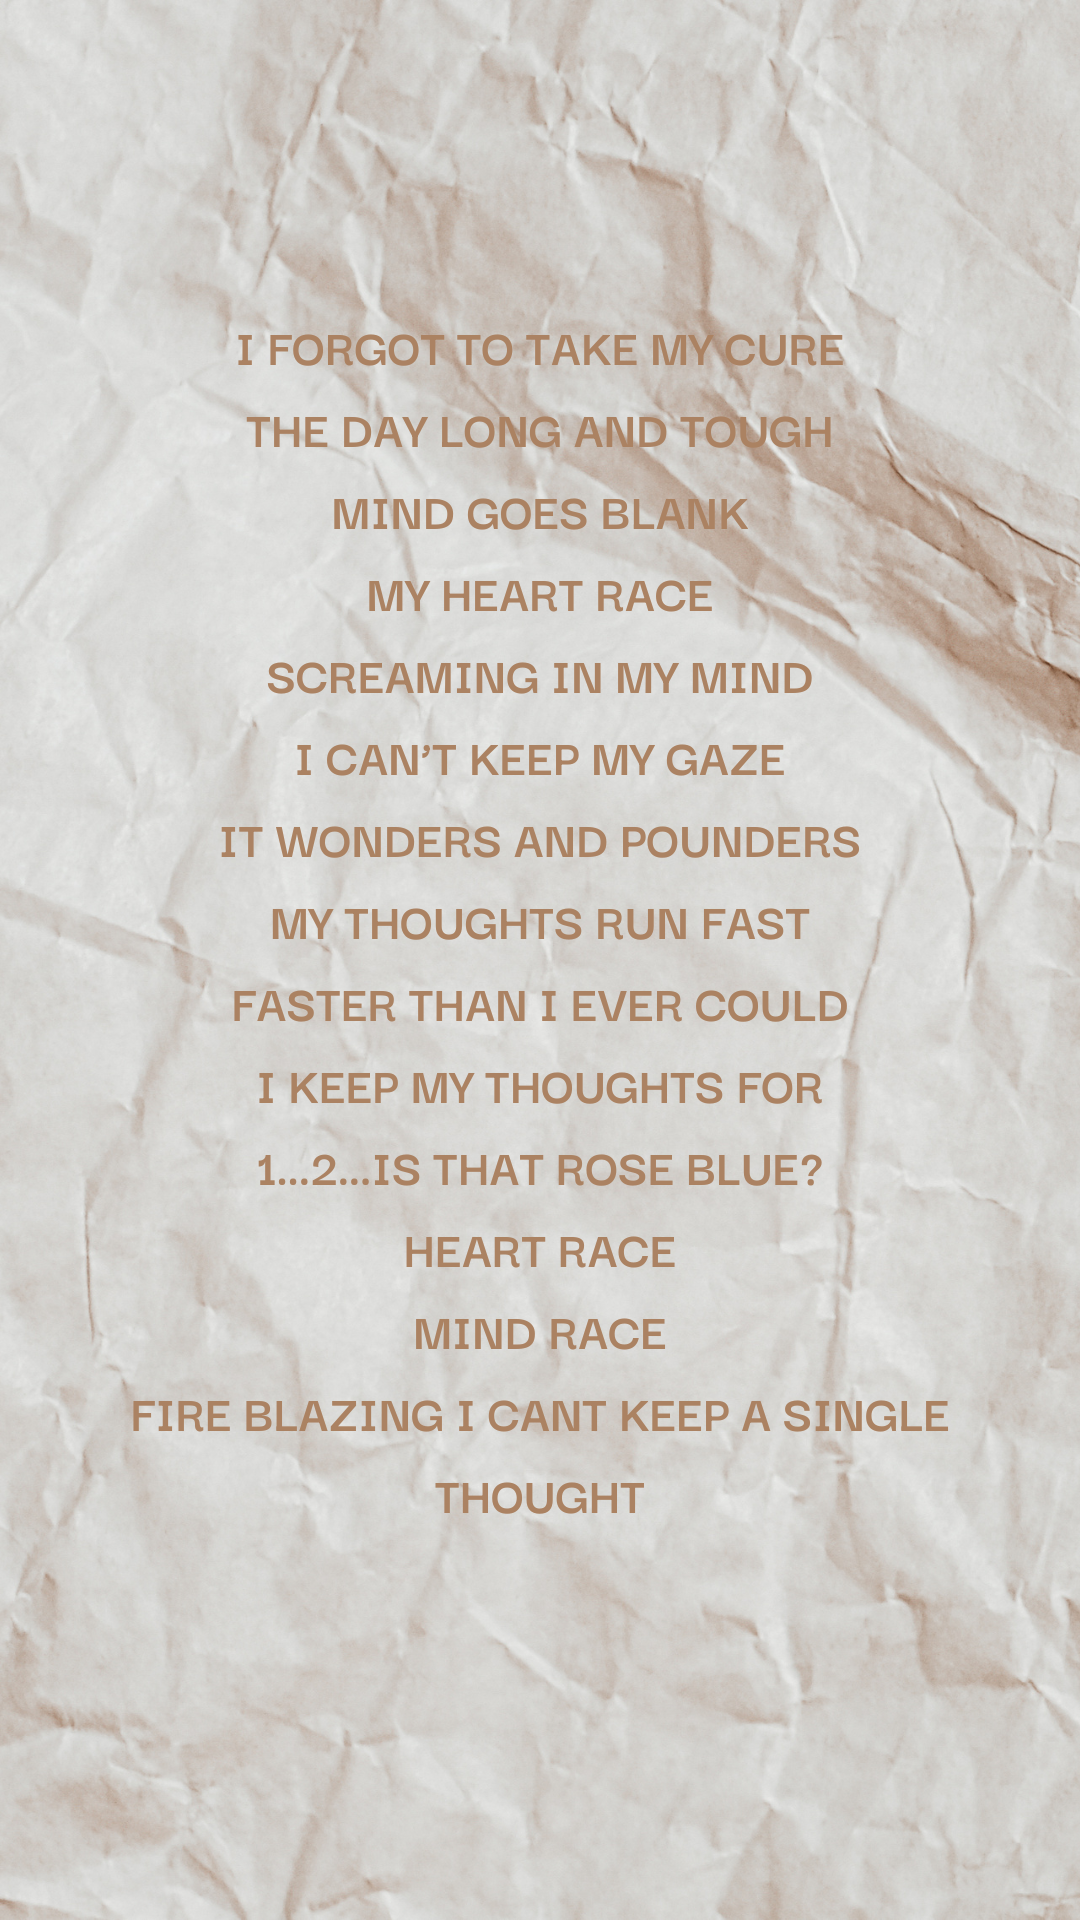 I FORGOT TO TAKE MY CURE
THE DAY LONG AND TOUGH
MIND GOES BLANK
MY HEART RACE
SCREAMING IN MY MIND
I CAN’T KEEP MY GAZE
IT WONDERS AND POUNDERS
MY THOUGHTS RUN FAST
FASTER THAN I EVER COULD
I KEEP MY THOUGHTS FOR
1...2...IS THAT ROSE BLUE?
HEART RACE
MIND RACE
FIRE BLAZING I CANT KEEP A SINGLE
THOUGHT